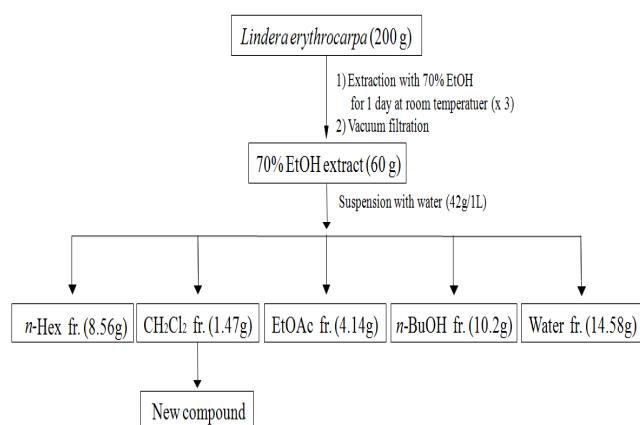 Lindera erythrocarpa (200 g)
1) Extraction with 70% EtOH
for 1 day at room temperatuer (x 3)
2) Vacuum filtration
70% EtOH extract (60 g)
Suspension with water (42g/1L)
n-Hex fr. (8.56g)
CH₂Cl₂ fr. (1.47g)
EtOAc fr. (4.14g)
n-BuOH fr. (10.2g)
Water fr. (14.58g)
New compound